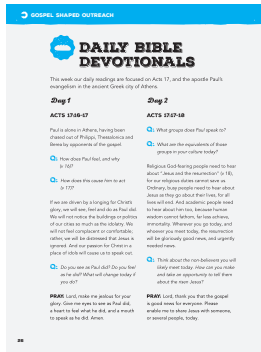 GOSPEL SHAPED OUTREACH
DAILY BIBLE
DEVOTIONALS
This week our daily readings are focused on Acts 17, and the apostle Paul's
evangelism in the ancient Greek city of Athens.
Day 1
ACTS 17:16-17
Paul is alone in Athens, having been
chased out of Philippi, Thessalonica and
Berea by opponents of the gospel.
Q: How does Paul feel, and why
(v 16)?
Q: How does this cause him to act
(v 17)?
If we are driven by a longing for Christ's
glory, we will see, feel and do as Paul did.
We will not notice the buildings or politics
of our cities so much as the idolatry. We
will not feel complacent or comfortable;
rather, we will be distressed that Jesus is
ignored. And our passion for Christ in a
place of idols will cause us to speak out.
Q: Do you see as Paul did? Do you feel
as he did? What will change today if
you do?
PRAY: Lord, make me jealous for your
glory. Give me eyes to see as Paul did,
a heart to feel what he did, and a mouth
to speak as he did. Amen.
Day 2
ACTS 17:17-18
Q: What groups does Paul speak to?
Q: What are the equivalents of those
groups in your culture today?
Religious God-fearing people need to hear
about "Jesus and the resurrection" (v 18),
for our religious duties cannot save us.
Ordinary, busy people need to hear about
Jesus as they go about their lives, for all
lives will end. And academic people need
to hear about him too, because human
wisdom cannot fathom, far less achieve,
immortality. Wherever you go today, and
whoever you meet today, the resurrection
will be gloriously good news, and urgently
needed news.
Q: Think about the non-believers you will
likely meet today. How can you make
and take an opportunity to tell them
about the risen Jesus?
PRAY: Lord, thank you that the gospel
is good news for everyone. Please
enable me to share Jesus with someone,
or several people, today.